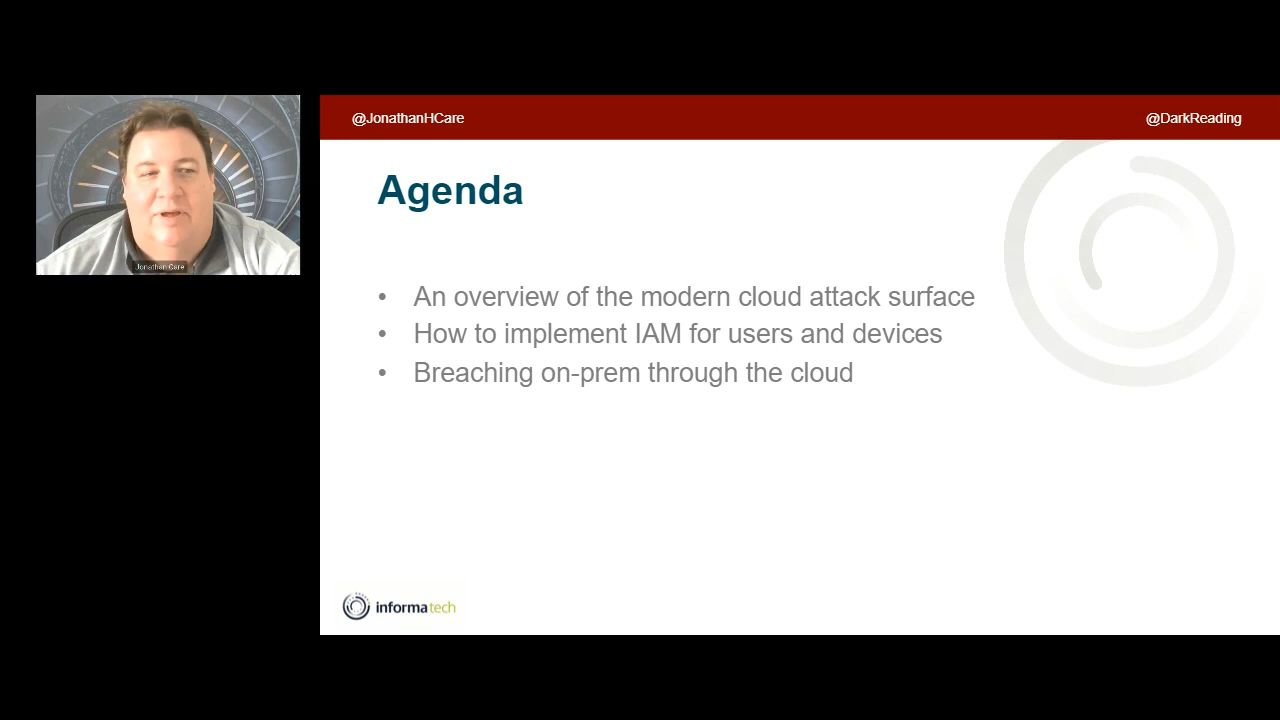 @JonathanHCare
@DarkReading
Agenda
Jonathan Care
• An overview of the modern cloud attack surface
• How to implement IAM for users and devices
• Breaching on-prem through the cloud
informa tech